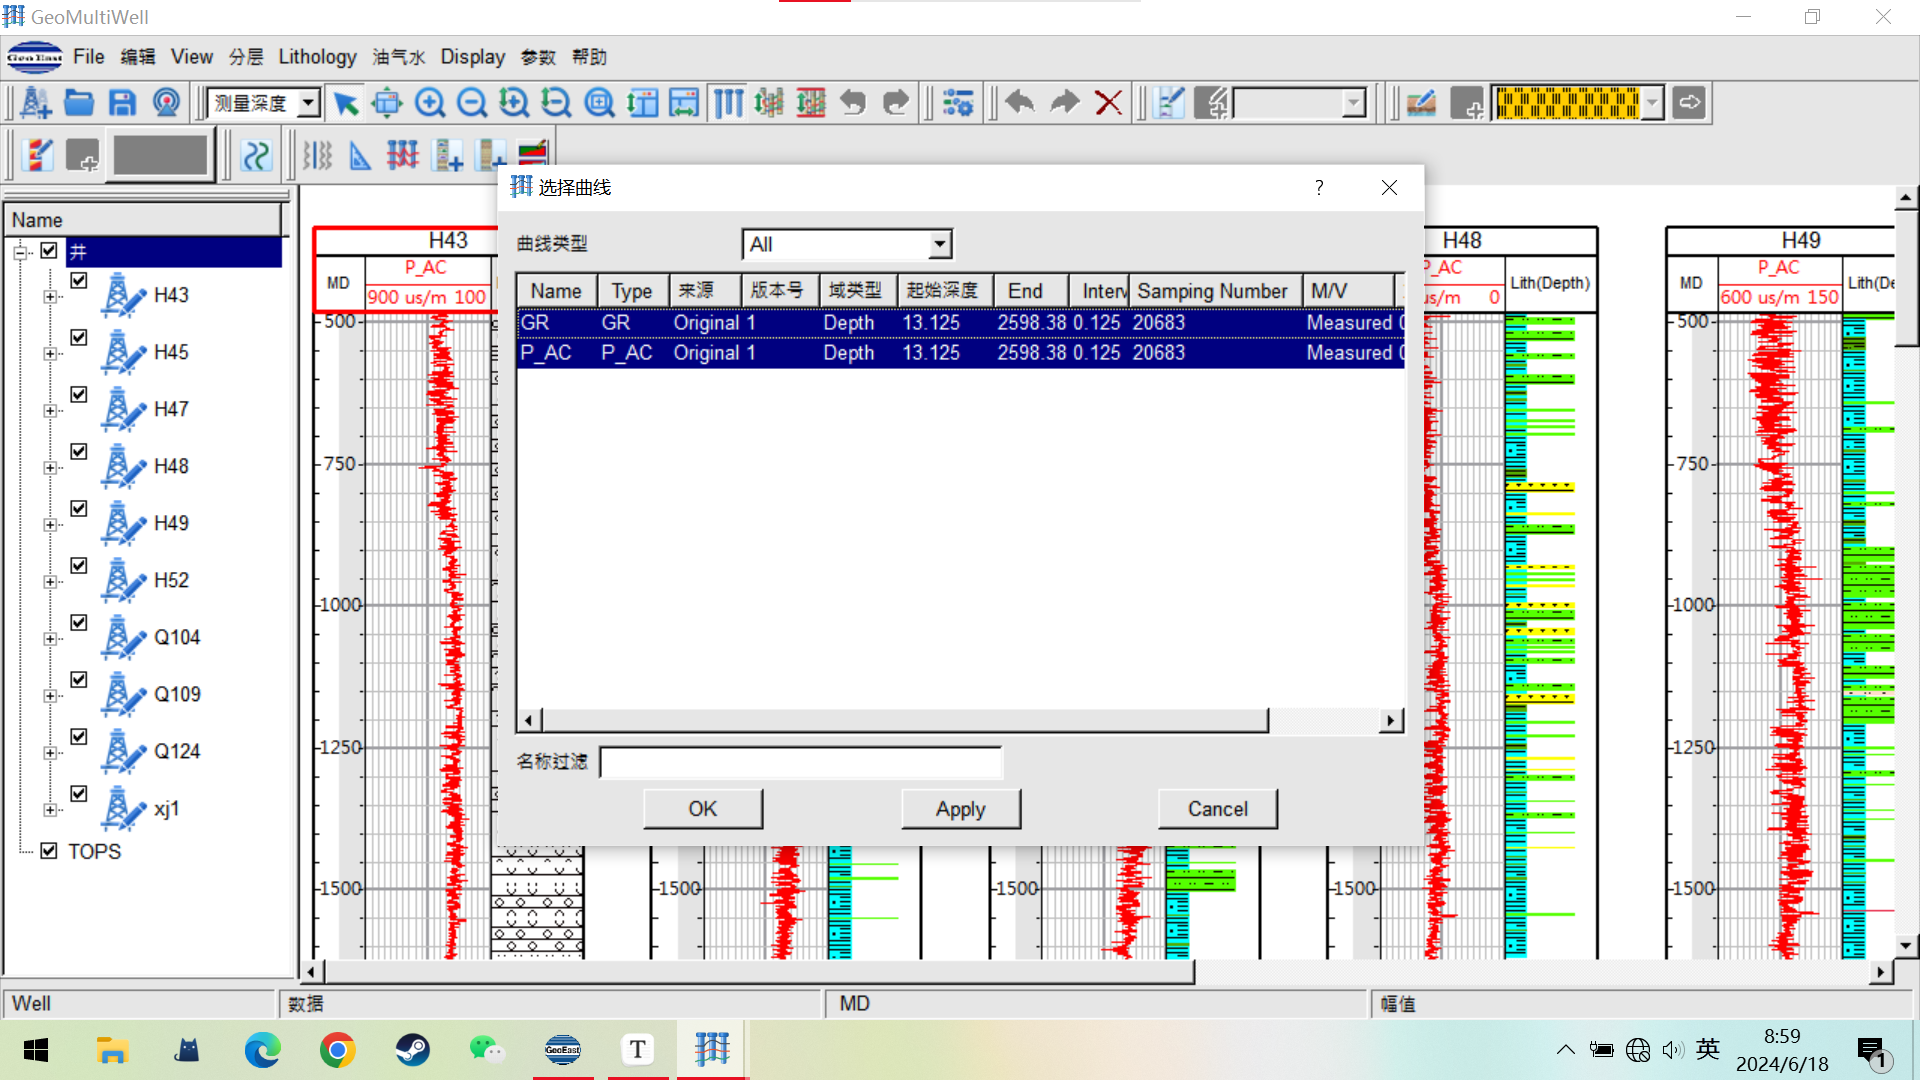 GeoMultiWell
GeoEast File 编辑 View 分层 Lithology 油气水 Display 参数 帮助
测量深度
选择曲线 ?
曲线类型 All
Name Type 来源 版本号 域类型 起始深度 End Interv Samping Number M/V
GR GR Original 1 Depth 13.125 2598.38 0.125 20683 Measured
P_AC P_AC Original 1 Depth 13.125 2598.38 0.125 20683 Measured
名称过滤
OK Apply Cancel
Name
井
H43
H45
H47
H48
H49
H52
Q104
Q109
Q124
xj1
TOPS
H43
MD P_AC
900 us/m 100
500
750
1000
1250
1500
1500
1500
H48
P_AC Lith(Depth)
us/m 0
1500
H49
MD P_AC Lith(De
600 us/m 150
500
750
1000
1250
1500
Well 数据 MD 幅值
GeoEast T
英
8:59
2024/6/18
1